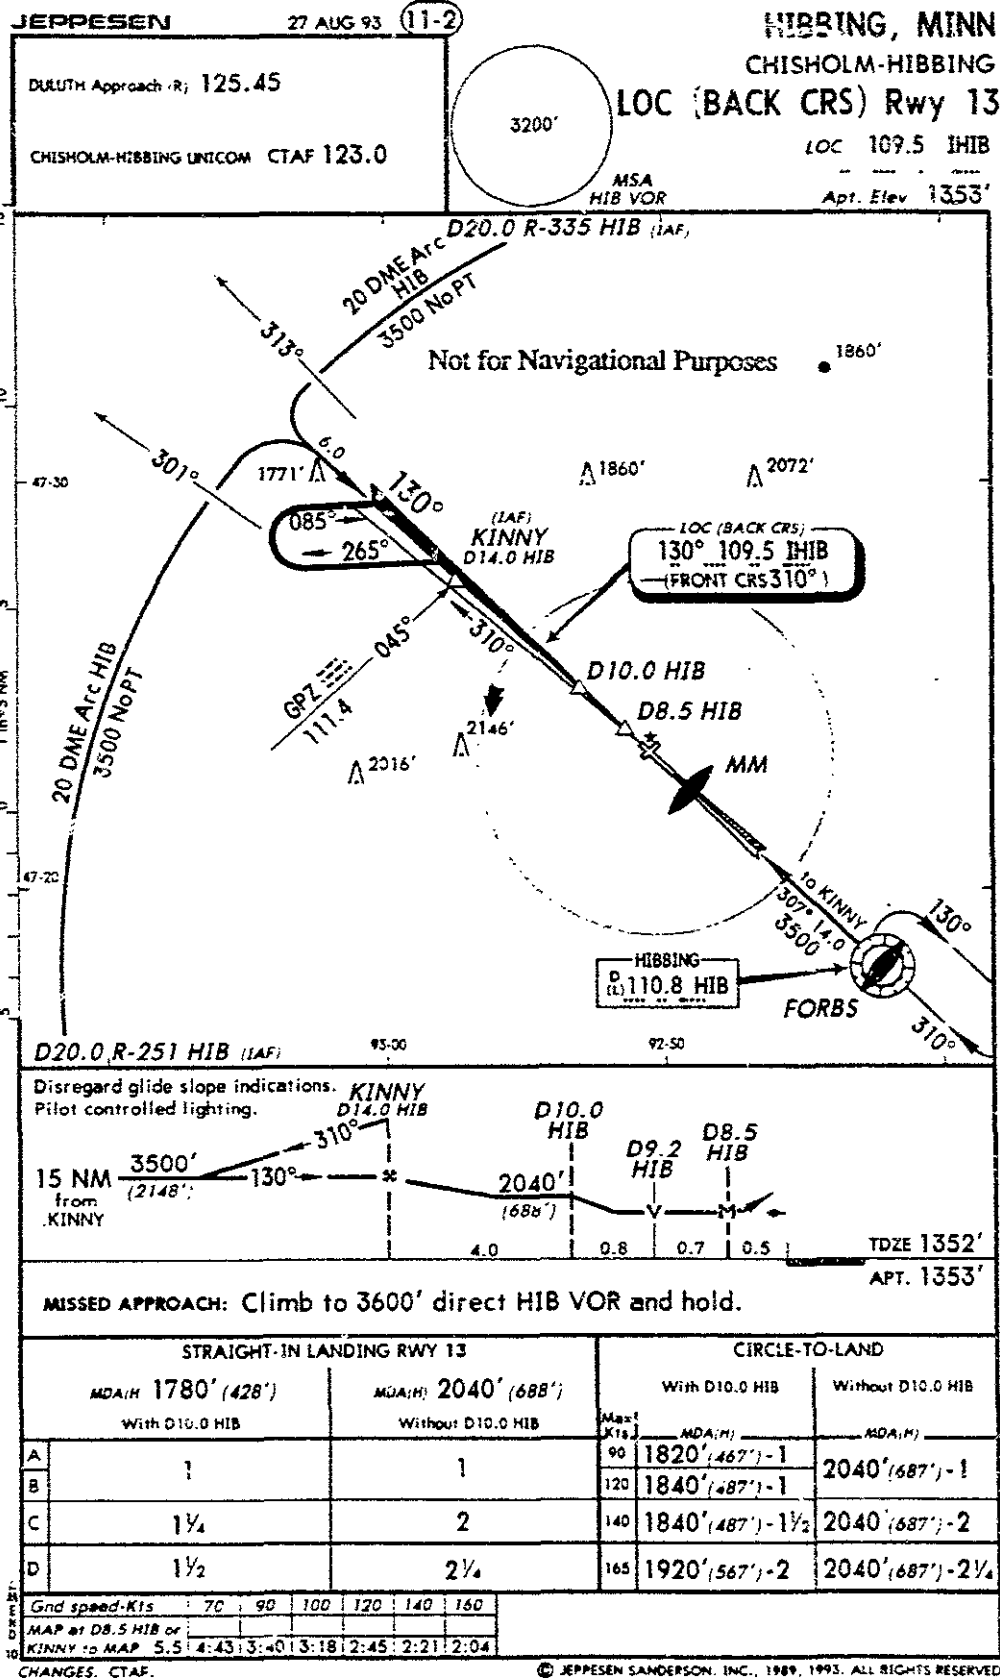 JEPPESEN 27 AUG 93 (11-2)
HIBBING, MINN
CHISHOLM-HIBBING
LOC (BACK CRS) Rwy 13
LOC 109.5 IHIB
Apt. Elev 1353'
DULUTH Approach (R) 125.45
CHISHOLM-HIBBING UNICOM CTAF 123.0
3200'
MSA
HIB VOR
D20.0 R-335 HIB (IAF)
20 DME Arc
HIB
3500 NoPT
313°
Not for Navigational Purposes
1860'
301°
6.0
47-30
1771'
130°
1860'
2072'
085°
265°
(IAF)
KINNY
D14.0 HIB
LOC (BACK CRS)
130° 109.5 IHIB
(FRONT CRS 310°)
310°
045°
GPZ
111.4
D10.0 HIB
D8.5 HIB
20 DME Arc HIB
3500 NoPT
2146'
2016'
MM
47-20
to KINNY
307° 14.0
3500
130°
HIBBING
D
(L) 110.8 HIB
FORBS
310°
D20.0 R-251 HIB (IAF)
93-00
92-50
Disregard glide slope indications.
Pilot controlled lighting.
KINNY
D14.0 HIB
D10.0
HIB
D9.2
HIB
D8.5
HIB
310°
15 NM
from
KINNY
3500'
(2148')
130°
2040'
(688')
V
M
4.0 0.8 0.7 0.5
TDZE 1352'
APT. 1353'
MISSED APPROACH: Climb to 3600' direct HIB VOR and hold.
STRAIGHT-IN LANDING RWY 13 CIRCLE-TO-LAND
MDA(H) 1780' (428') MDA(H) 2040' (688') With D10.0 HIB Without D10.0 HIB
With D10.0 HIB Without D10.0 HIB
Max
Kts. MDA(H) MDA(H)
A 1 1 90 1820' (467') - 1 2040' (687') - 1
B 120 1840' (487') - 1
C 1¼ 2 140 1840' (487') - 1½ 2040' (687') - 2
D 1½ 2¼ 165 1920' (567') - 2 2040' (687') - 2¼
Gnd speed-Kts 70 90 100 120 140 160
MAP at D8.5 HIB or
KINNY to MAP 5.5 4:43 3:40 3:18 2:45 2:21 2:04
CHANGES. CTAF.
© JEPPESEN SANDERSON, INC., 1989, 1993. ALL RIGHTS RESERVED